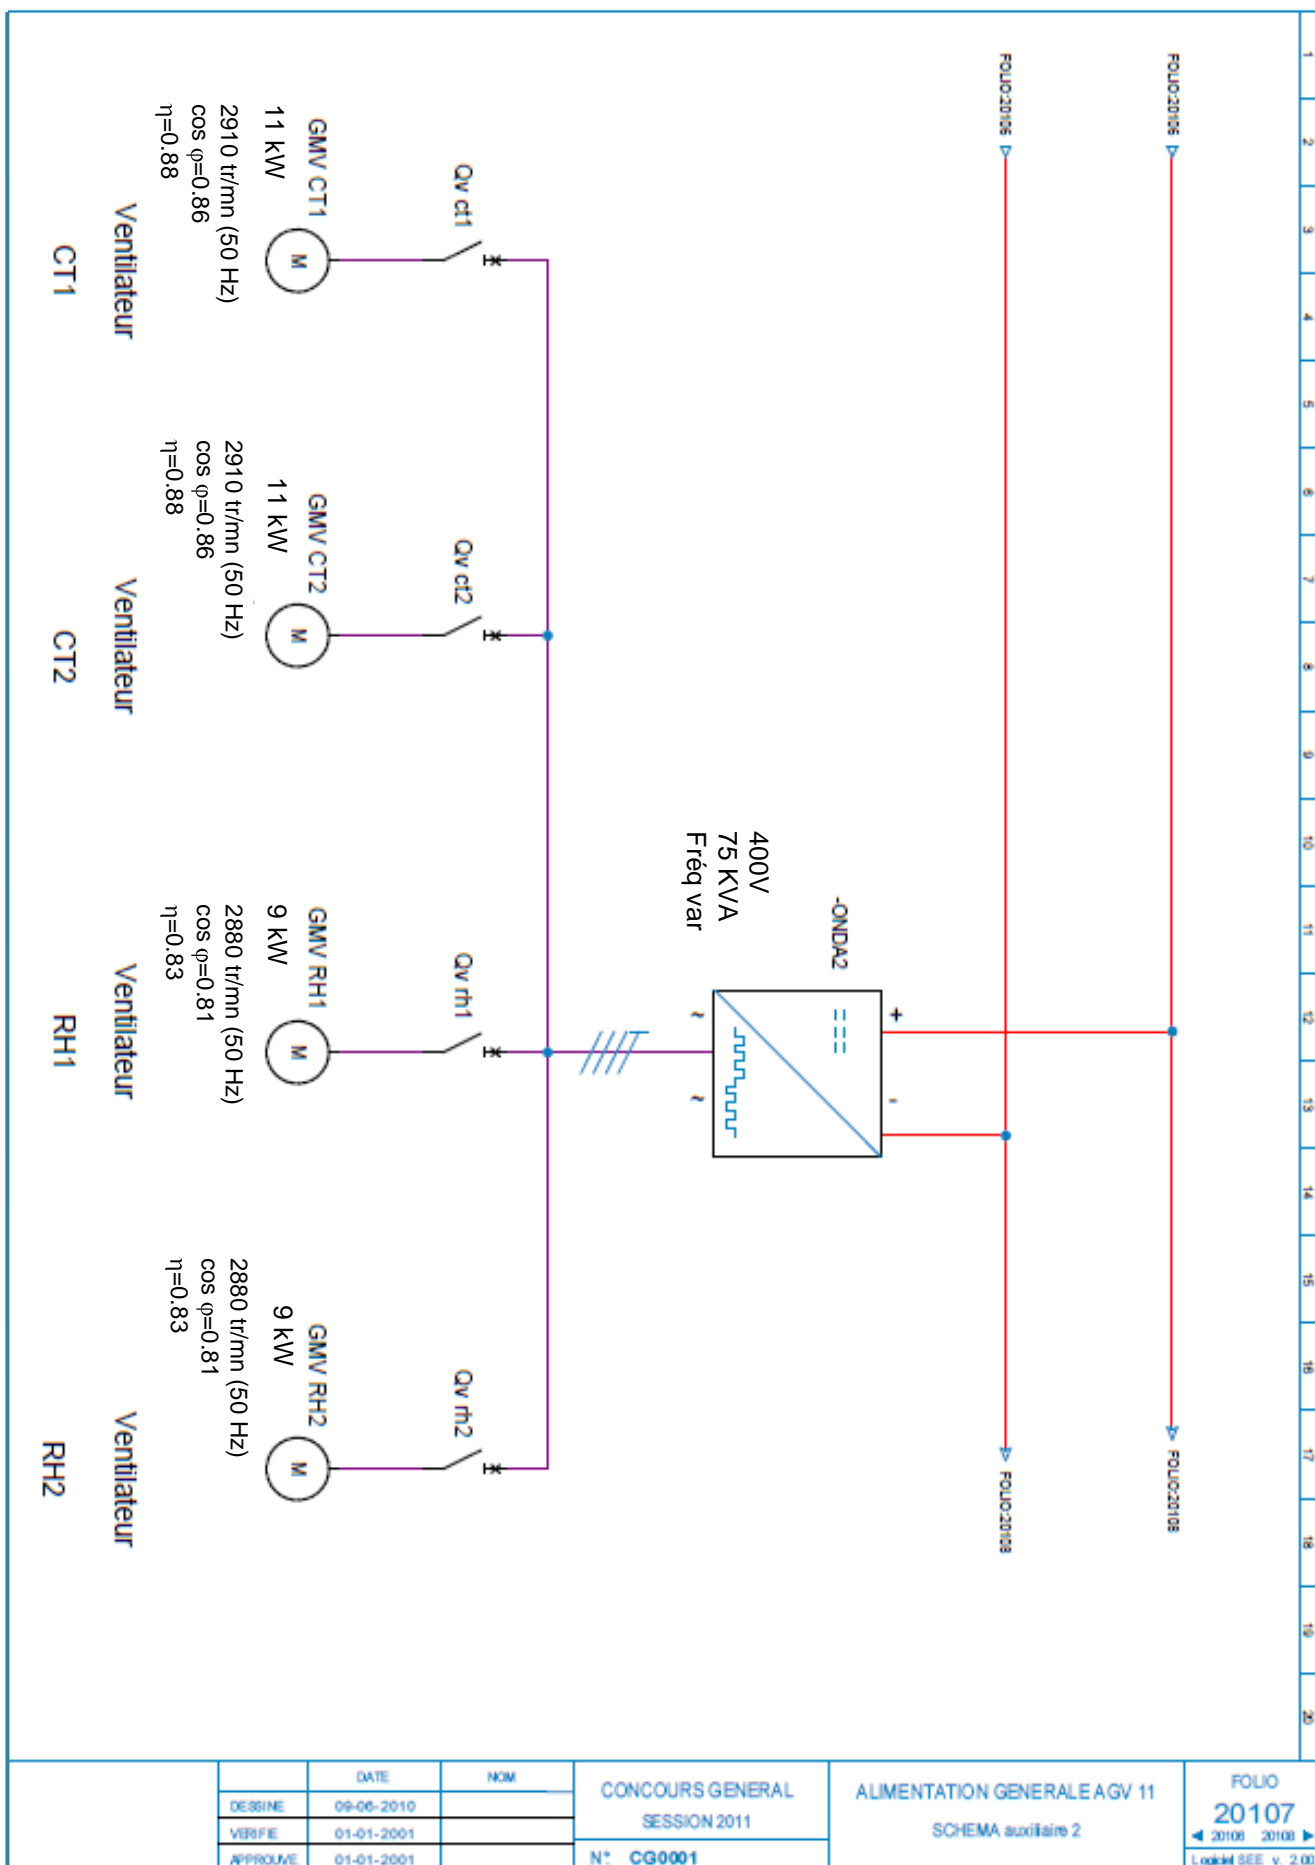 1
2
3
4
5
6
7
8
9
10
11
12
13
14
15
16
17
18
19
20
FOLIO:20106
FOLIO:20108
FOLIO:20106
FOLIO:20108
-ONDA2
+
-
400V
75 KVA
Fréq var
~
~
Qv ct1
Qv ct2
Qv rh1
Qv rh2
GMV CT1
11 kW
2910 tr/mn (50 Hz)
cos φ=0.86
η=0.88
M
Ventilateur
CT1
GMV CT2
11 kW
2910 tr/mn (50 Hz)
cos φ=0.86
η=0.88
M
Ventilateur
CT2
GMV RH1
9 kW
2880 tr/mn (50 Hz)
cos φ=0.81
η=0.83
M
Ventilateur
RH1
GMV RH2
9 kW
2880 tr/mn (50 Hz)
cos φ=0.81
η=0.83
M
Ventilateur
RH2
DATE NOM
DESSINE 09-06-2010
VERIFIE 01-01-2001
APPROUVE 01-01-2001
CONCOURS GENERAL
SESSION 2011
N° CG0001
ALIMENTATION GENERALE AGV 11
SCHEMA auxiliaire 2
FOLIO
20107
20106 20108
Logiciel SEE v. 2.00